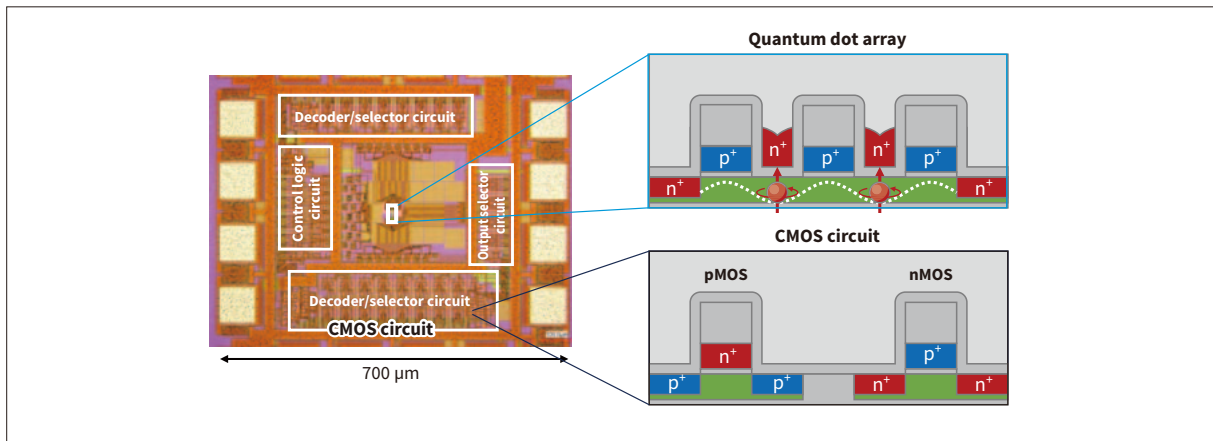 Quantum dot array
Decoder/selector circuit
Control logic
circuit
Output selector
circuit
Decoder/selector circuit
CMOS circuit
700 μm
n+
n+
p+
p+
p+
n+
n+
CMOS circuit
pMOS
nMOS
n+
p+
p+
p+
n+
n+